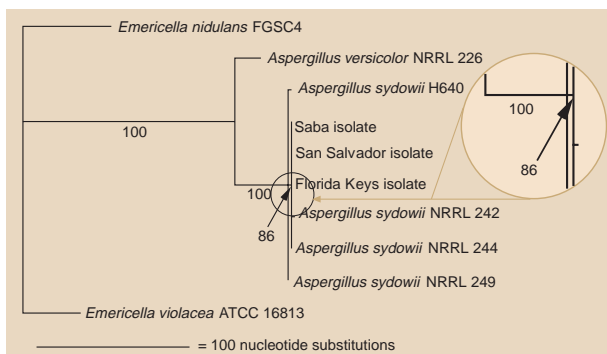 Emericella nidulans FGSC4
Aspergillus versicolor NRRL 226
Aspergillus sydowii H640
100
Saba isolate
100
San Salvador isolate
86
100
Florida Keys isolate
Aspergillus sydowii NRRL 242
86
Aspergillus sydowii NRRL 244
Aspergillus sydowii NRRL 249
Emericella violacea ATCC 16813
= 100 nucleotide substitutions